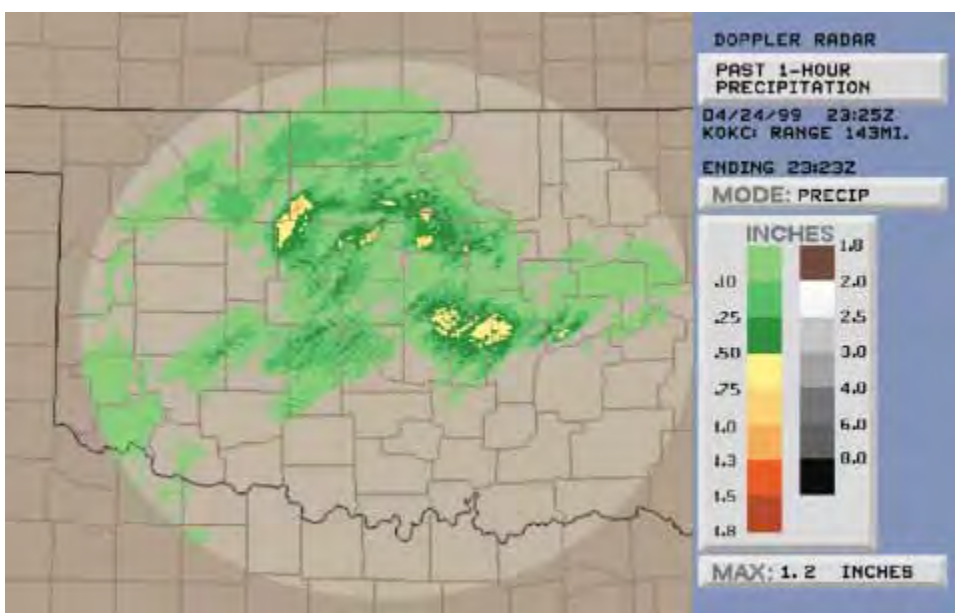 DOPPLER RADAR
PAST 1-HOUR
PRECIPITATION
04/24/99 23:25Z
KOKC: RANGE 143MI.
ENDING 23:23Z
MODE: PRECIP
INCHES
1.8
.10
2.0
.25
2.5
.50
3.0
.75
4.0
1.0
6.0
1.3
8.0
1.5
1.8
MAX: 1.2 INCHES